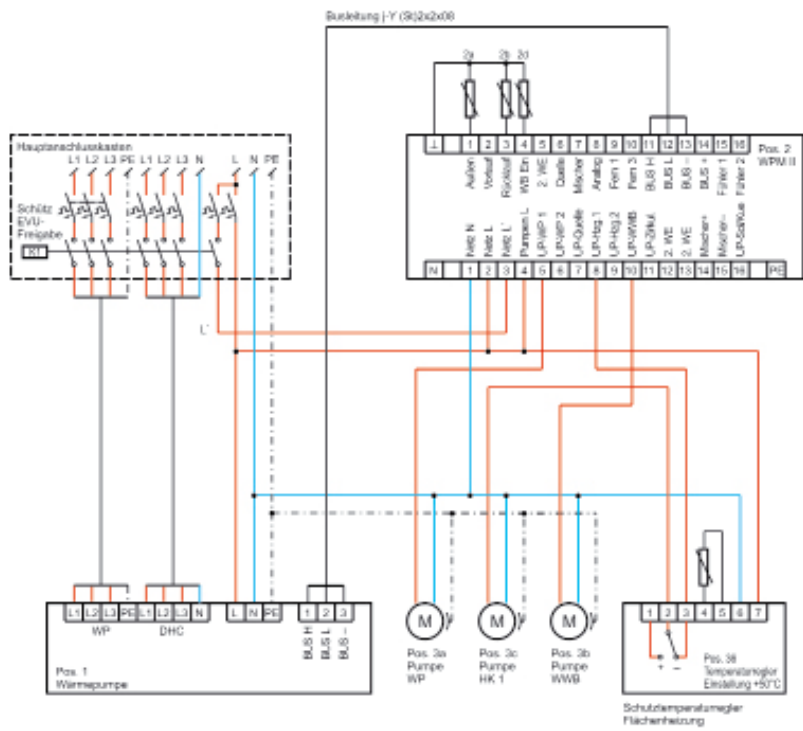 Busleitung j-Y (St)2x2x08
2a 2b 2d
Hauptanschlusskasten
L1 L2 L3 PE L1 L2 L3 N L N PE
Schütz
EVU-
Freigabe
K1
⊥ 1 2 3 4 5 6 7 8 9 10 11 12 13 14 15 16
Pos. 2
WPM II
Außen
Vorlauf
Rücklauf
WB Ein
2. WE
Quelle
Mischer
Analog
Fern 1
Fern 3
BUS H
BUS L
BUS –
BUS +
Fühler 1
Fühler 2
Netz N
Netz L
Netz L'
Pumpen L
UP-WP 1
UP-WP 2
UP-Quelle
UP-Hzg.1
UP-Hzg.2
UP-WWB
UP-Zirkul.
2. WE
2. WE
Mischer+
Mischer–
UP-Sol/Kue
N 1 2 3 4 5 6 7 8 9 10 11 12 13 14 15 16 PE
L'
L1 L2 L3 PE L1 L2 L3 N L N PE 1 2 3
WP DHC
BUS H
BUS L
BUS –
Pos. 1
Wärmepumpe
M M M
Pos. 3a
Pumpe
WP
Pos. 3c
Pumpe
HK 1
Pos. 3b
Pumpe
WWB
1 2 3 4 5 6 7
+ –
Temperaturregler
Einstellung +50°C
Schutztemperaturregler
Flächenheizung